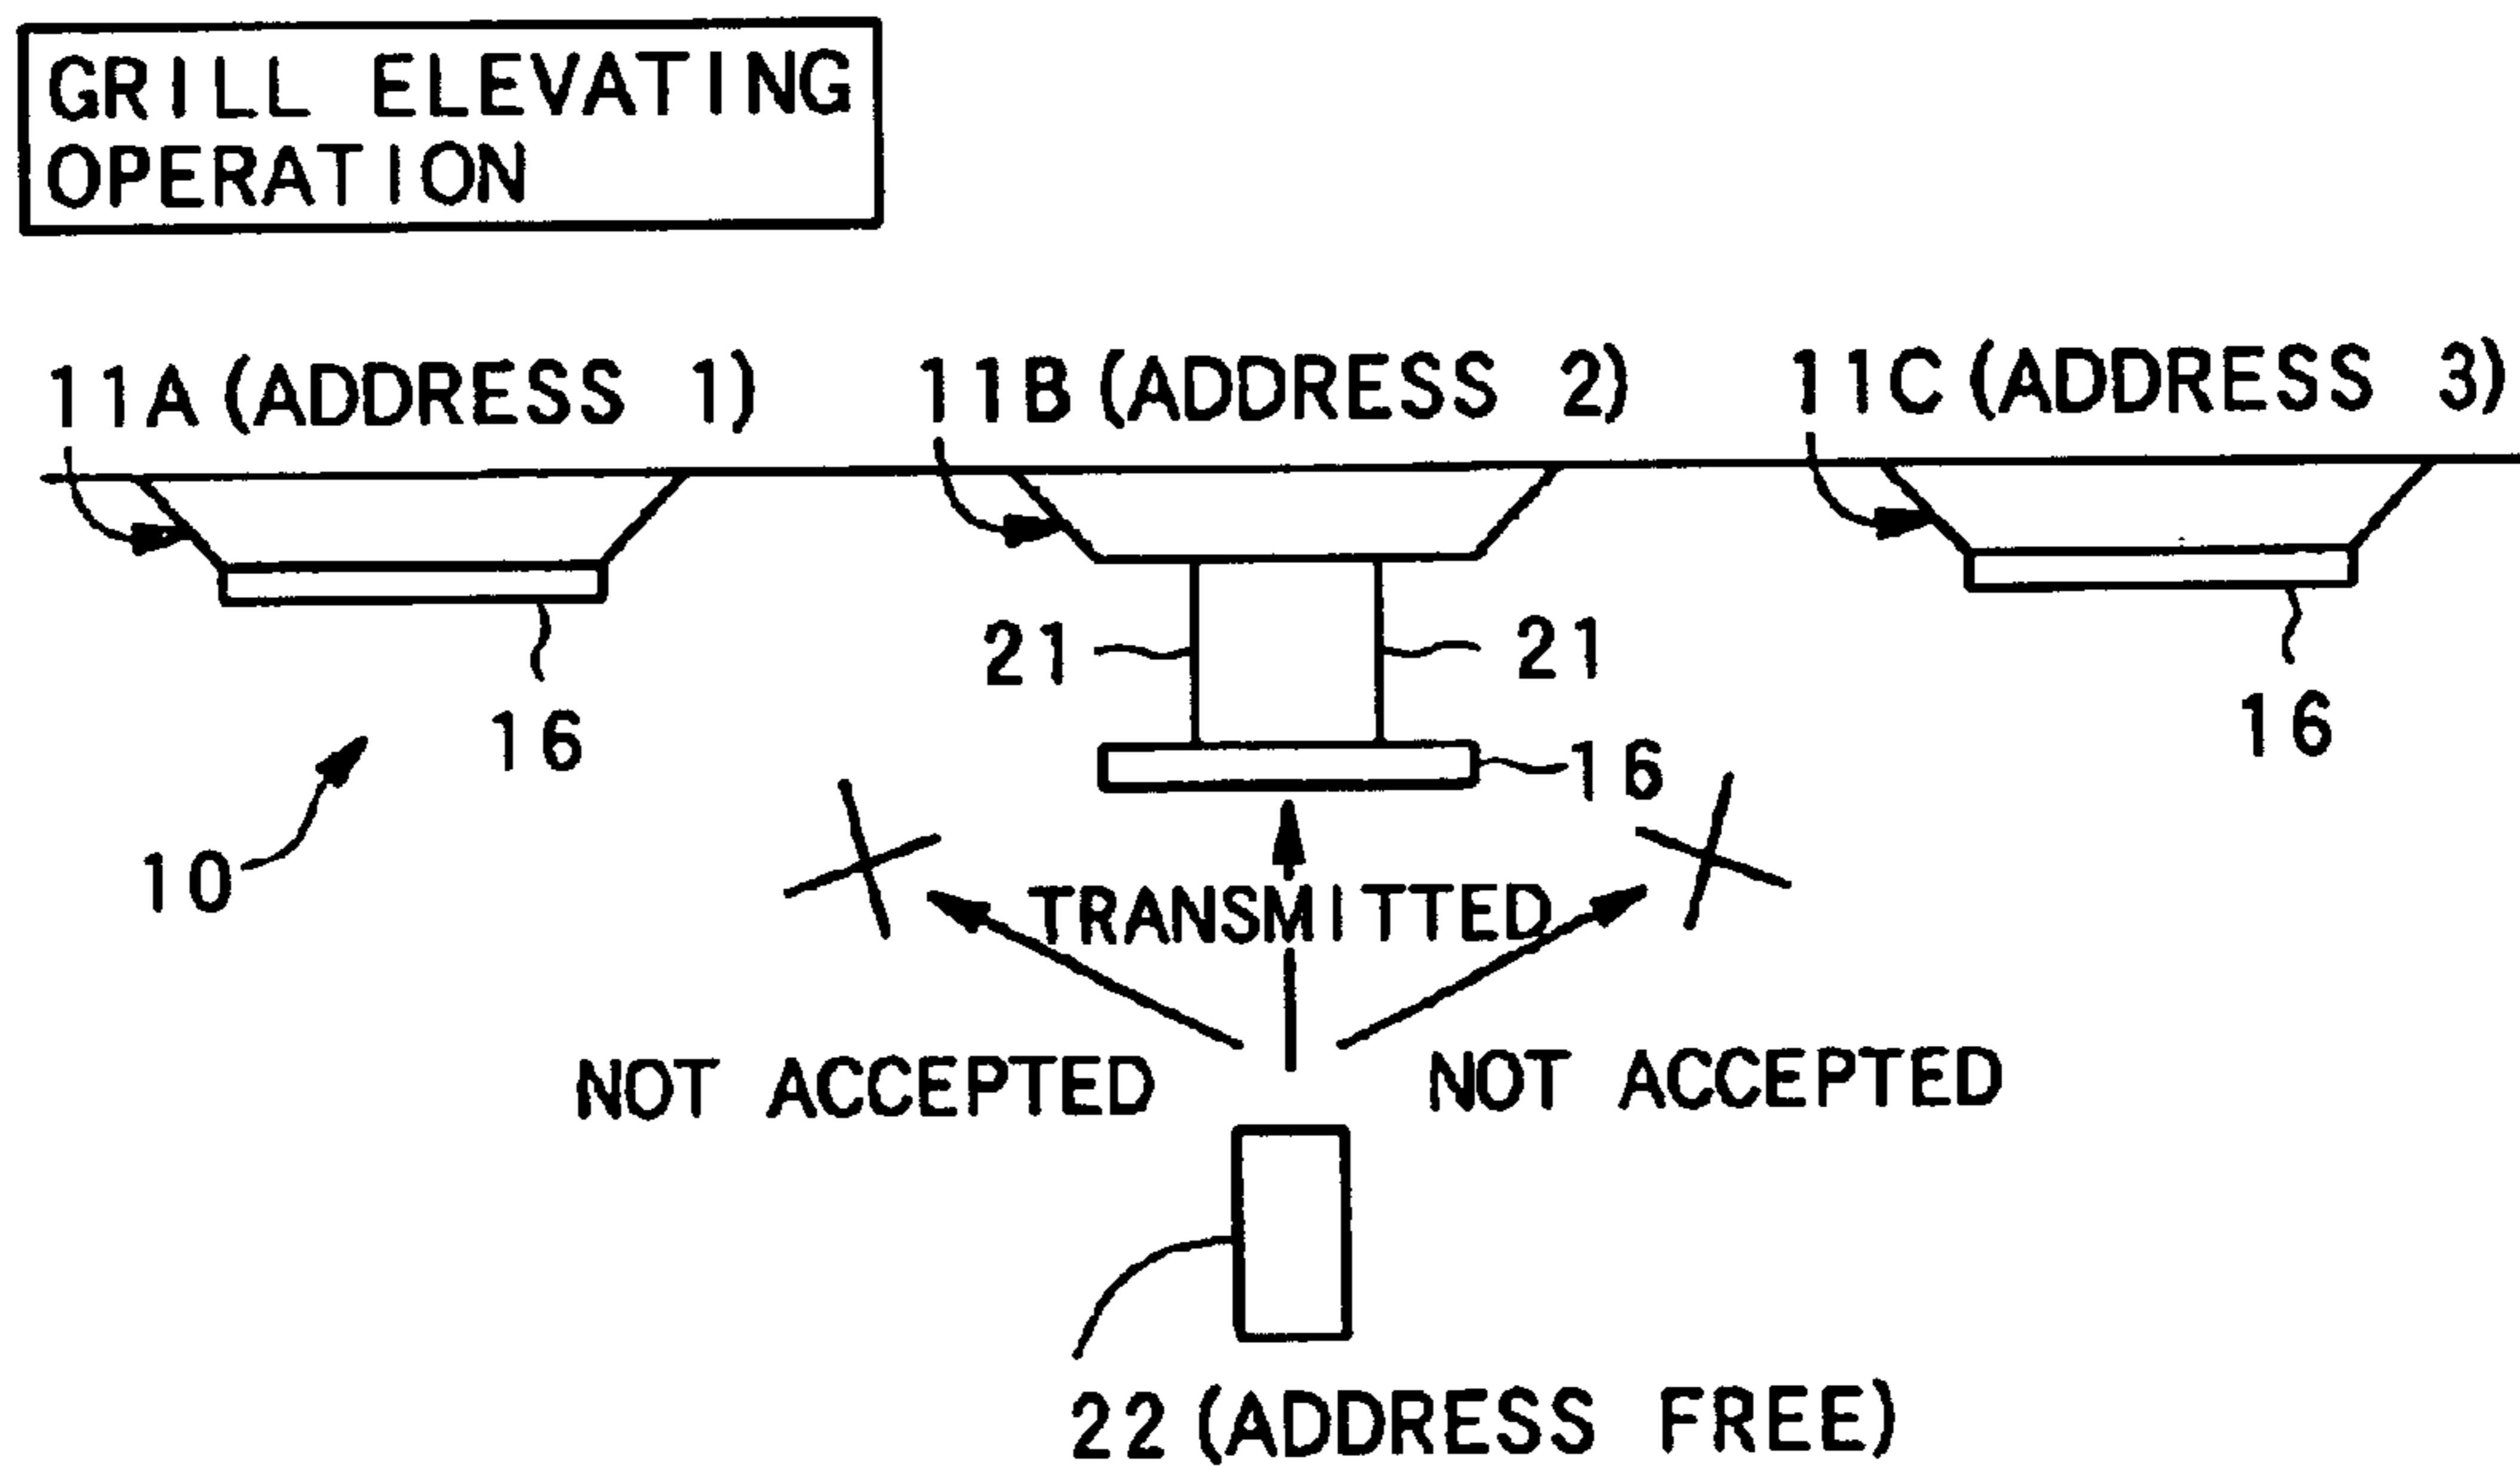 GRILL ELEVATING
OPERATION
11A (ADDRESS 1)
11B (ADDRESS 2)
11C (ADDRESS 3)
21
21
16
16
16
10
TRANSMITTED
NOT ACCEPTED
NOT ACCEPTED
22 (ADDRESS FREE)